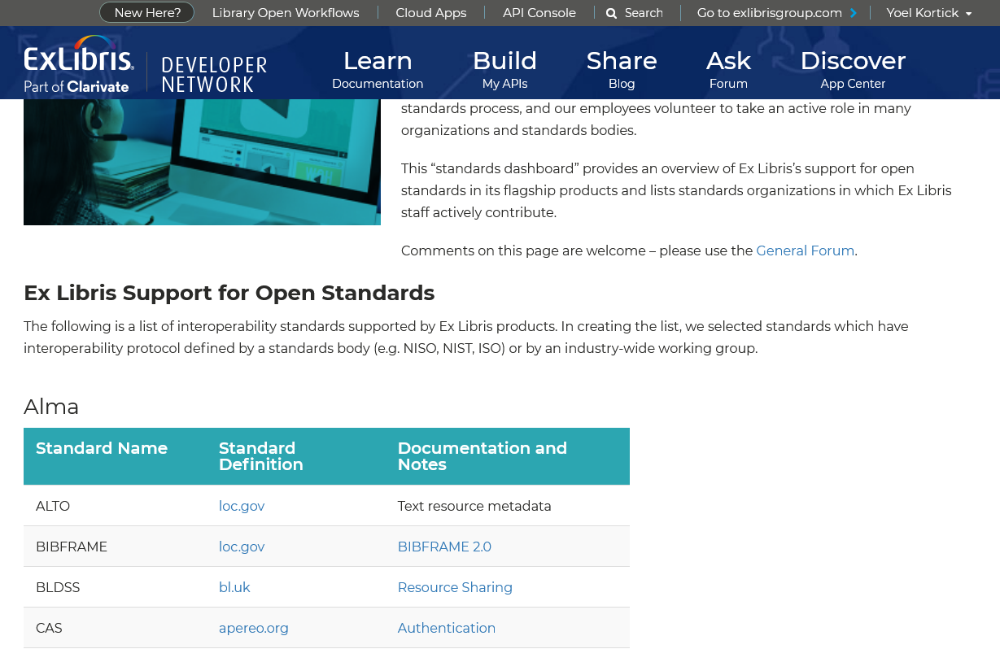 New Here? Library Open Workflows Cloud Apps API Console Search Go to exlibrisgroup.com Yoel Kortick
ExLibris®
Part of Clarivate
DEVELOPER
NETWORK
Learn Build Share Ask Discover
Documentation My APIs Blog Forum App Center
standards process, and our employees volunteer to take an active role in many
organizations and standards bodies.
This “standards dashboard” provides an overview of Ex Libris’s support for open
standards in its flagship products and lists standards organizations in which Ex Libris
staff actively contribute.
Comments on this page are welcome – please use the General Forum.
Ex Libris Support for Open Standards
The following is a list of interoperability standards supported by Ex Libris products. In creating the list, we selected standards which have
interoperability protocol defined by a standards body (e.g. NISO, NIST, ISO) or by an industry-wide working group.
Alma
Standard Name Standard Definition Documentation and Notes
ALTO loc.gov Text resource metadata
BIBFRAME loc.gov BIBFRAME 2.0
BLDSS bl.uk Resource Sharing
CAS apereo.org Authentication